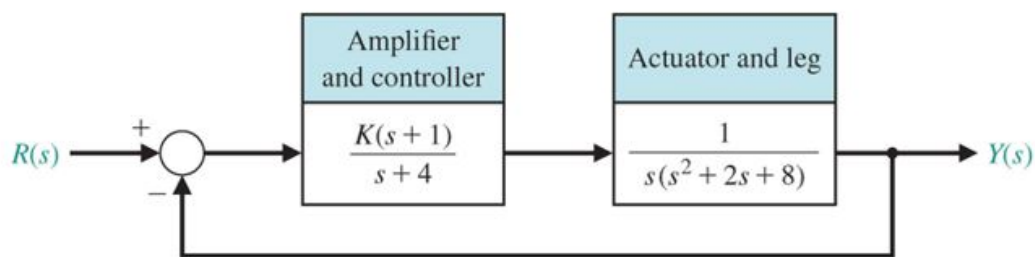 Amplifier
and controller
Actuator and leg
R(s)
+
−
K(s + 1)
s + 4
1
s(s² + 2s + 8)
Y(s)